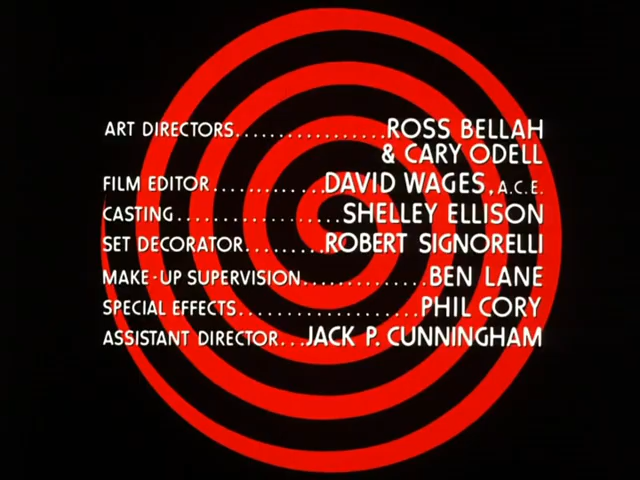 ART DIRECTORS.................ROSS BELLAH
& CARY ODELL
FILM EDITOR.............DAVID WAGES, A.C.E.
CASTING...................SHELLEY ELLISON
SET DECORATOR.........ROBERT SIGNORELLI
MAKE-UP SUPERVISION..............BEN LANE
SPECIAL EFFECTS...................PHIL CORY
ASSISTANT DIRECTOR...JACK P. CUNNINGHAM